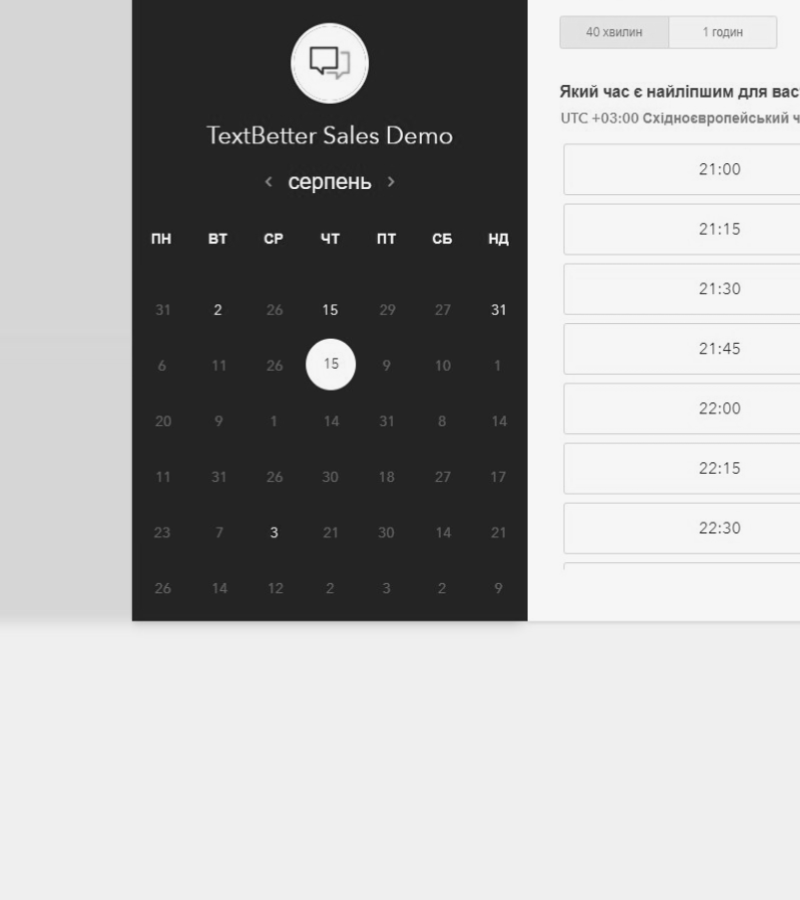 TextBetter Sales Demo
серпень
ПН ВТ СР ЧТ ПТ СБ НД
31 2 26 15 29 27 31
6 11 26 15 9 10 1
20 9 1 14 31 8 14
11 31 26 30 18 27 17
23 7 3 21 30 14 21
26 14 12 2 3 2 9
40 хвилин 1 годин
Який час є найліпшим для вас
UTC +03:00 Східноєвропейський ч
21:00
21:15
21:30
21:45
22:00
22:15
22:30